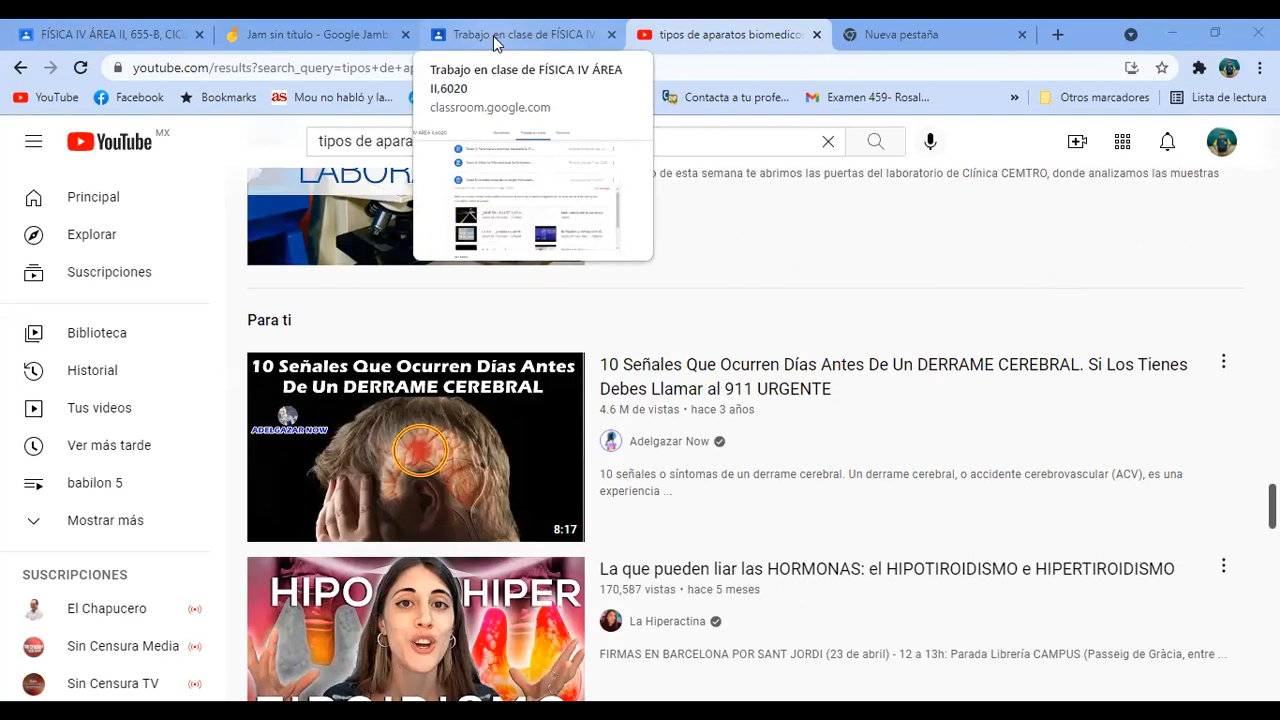 FÍSICA IV ÁREA II, 655-B, CICL
Jam sin título - Google Jamb
Trabajo en clase de FÍSICA IV
tipos de aparatos biomedicos
Nueva pestaña
youtube.com/results?search_query=tipos+de+ap
YouTube
Facebook
Mou no habló y la...
Contacta a tu profe...
Examen 459- Rosal...
»
Otros marcadores
Lista de lectura
Trabajo en clase de FÍSICA IV ÁREA
II,6020
classroom.google.com
YouTube MX
tipos de apara
LABORA
o de esta semana te abrimos las puertas del laboratorio de Clínica CEMTRO, donde analizamos las muestras
Principal
Explorar
Inscripciones
Biblioteca
Historial
Tus videos
Ver más tarde
babilon 5
Mostrar más
SUSCRIPCIONES
El Chapucero
Sin Censura Media
Sin Censura TV
Para ti
10 Señales Que Ocurren Días Antes
De Un DERRAME CEREBRAL
ADELGAZAR NOW
8:17
10 Señales Que Ocurren Días Antes De Un DERRAME CEREBRAL. Si Los Tienes
Debes Llamar al 911 URGENTE
4.6 M de vistas • hace 3 años
Adelgazar Now
10 señales o síntomas de un derrame cerebral. Un derrame cerebral, o accidente cerebrovascular (ACV), es una
experiencia ...
HIPO HIPER
TIROIDISMO
La que pueden liar las HORMONAS: el HIPOTIROIDISMO e HIPERTIROIDISMO
170,587 vistas • hace 5 meses
La Hiperactina
FIRMAS EN BARCELONA POR SANT JORDI (23 de abril) - 12 a 13h: Parada Librería CAMPUS (Passeig de Gràcia, entre ...